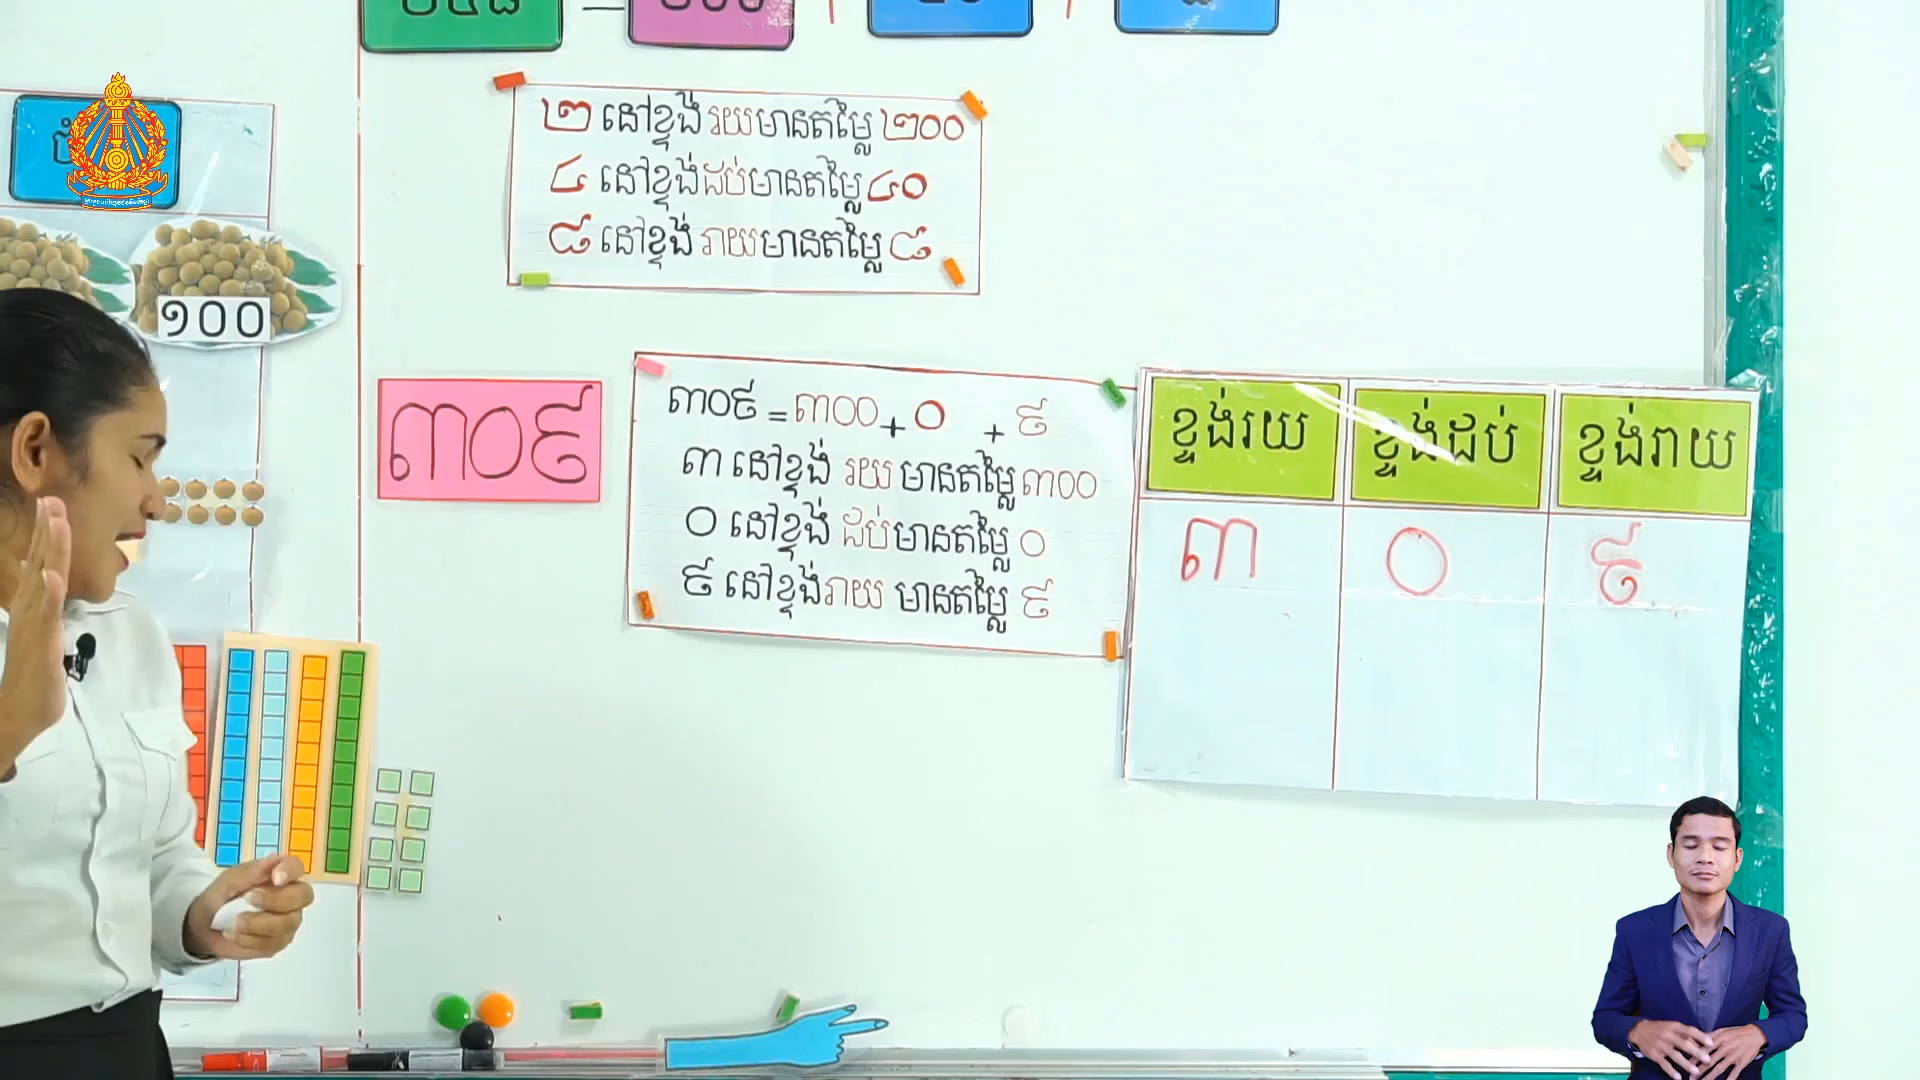 ២ នៅខ្ទង់ រយមានតម្លៃ ២០០
៤ នៅខ្ទង់ដប់មានតម្លៃ ៤០
៨ នៅខ្ទង់ រាយមានតម្លៃ ៨
១០០
៣០៩
៣០៩ = ៣០០ + ០ + ៩
៣ នៅខ្ទង់ រយ មានតម្លៃ ៣០០
០ នៅខ្ទង់ ដប់មានតម្លៃ ០
៩ នៅខ្ទង់រាយ មានតម្លៃ ៩
ខ្ទង់រយ ខ្ទង់ដប់ ខ្ទង់រាយ
៣ ០ ៩